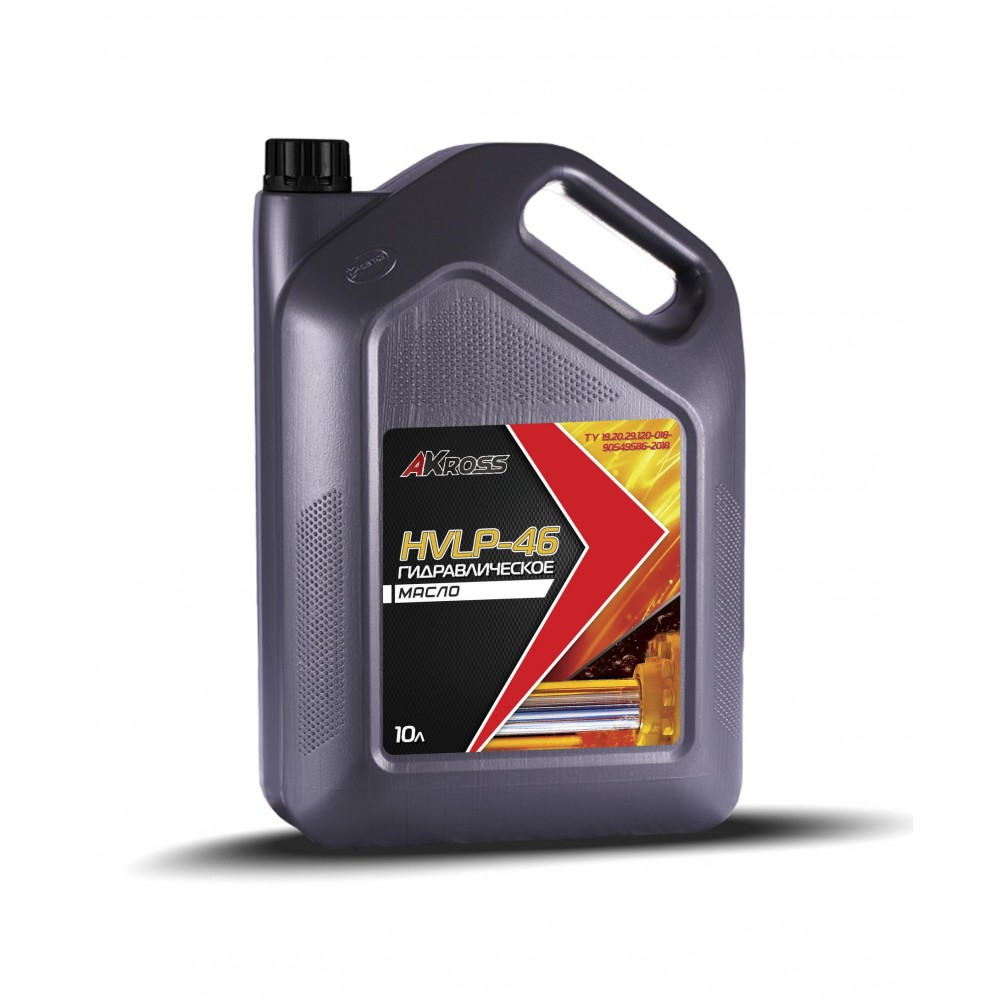 AKROSS
ТУ 19.20.29.120-018-
90549586-2018
HVLP-46
ГИДРАВЛИЧЕСКОЕ
МАСЛО
10л